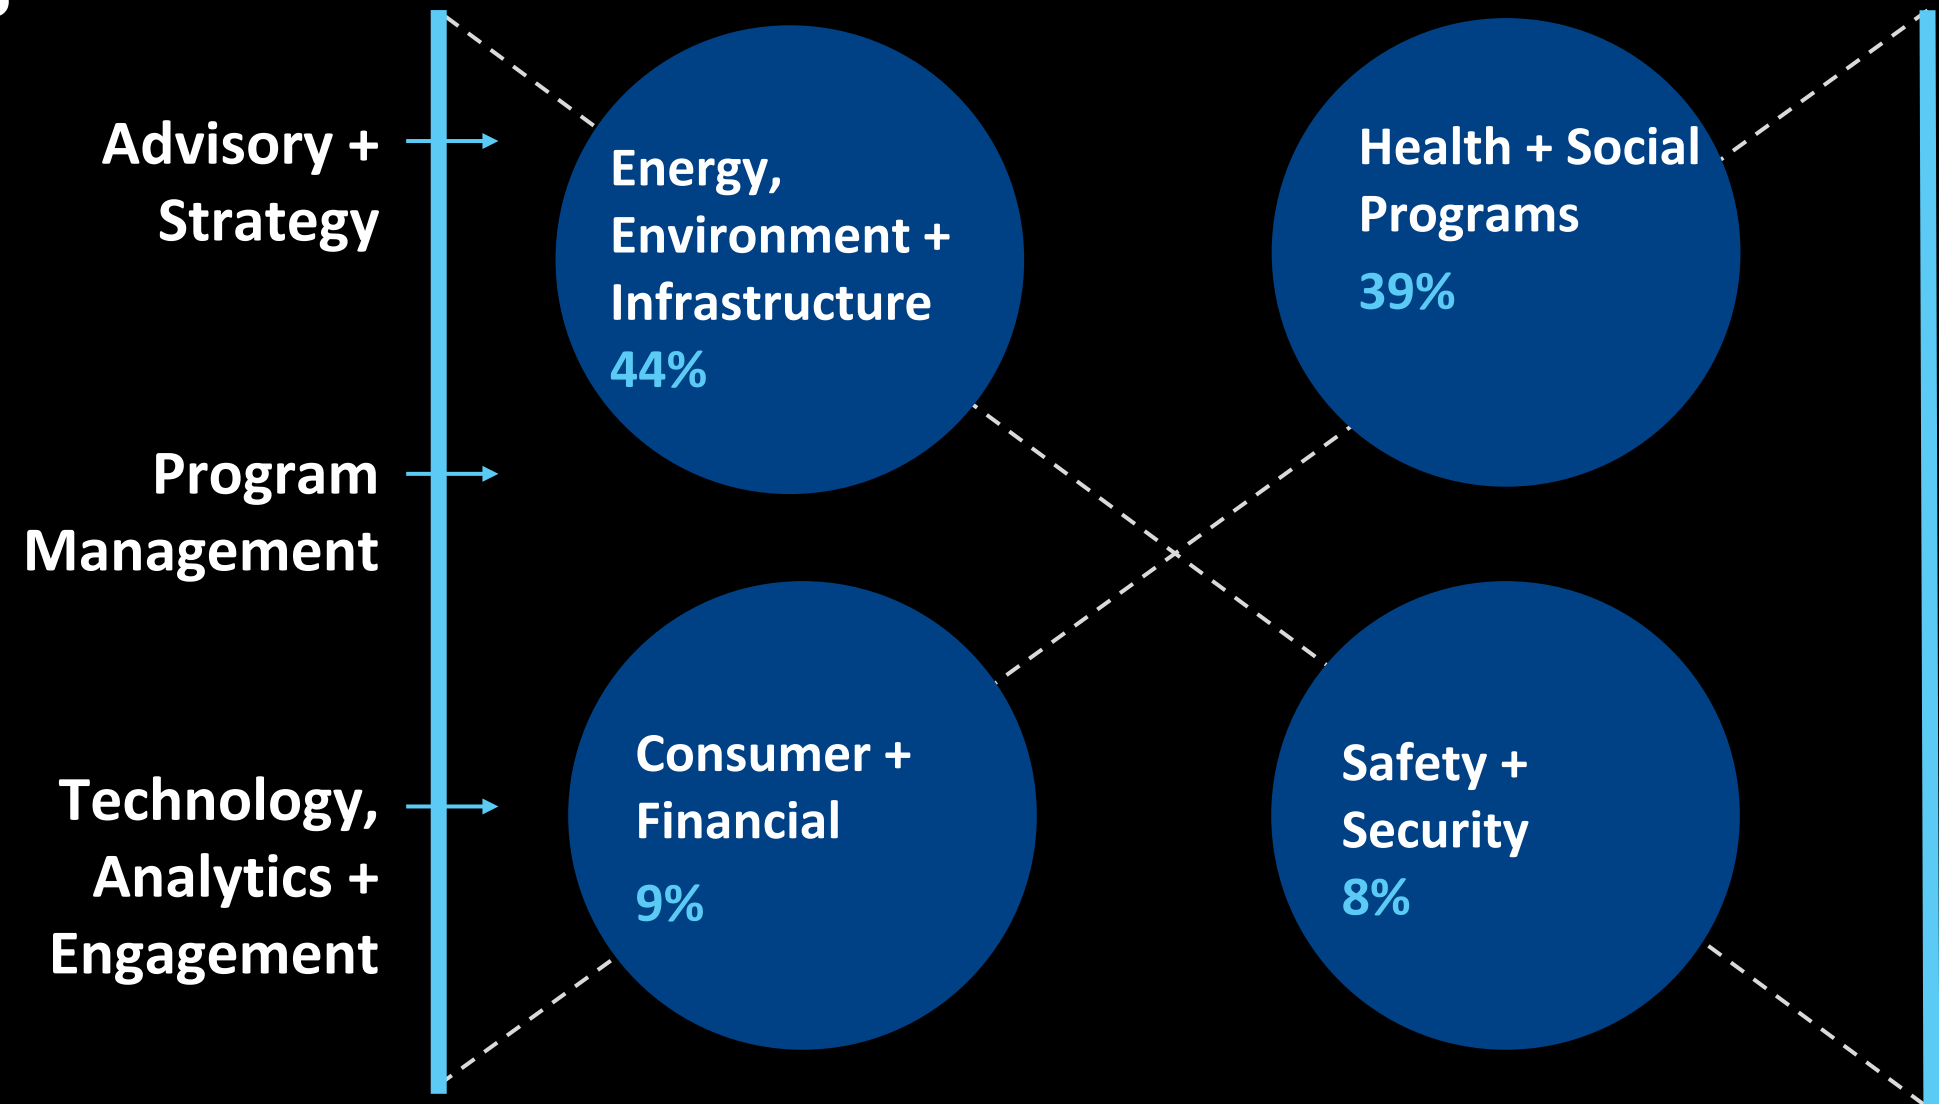 Advisory +
Strategy
Program
Management
Technology,
Analytics +
Engagement
Energy,
Environment +
Infrastructure
44%
Health + Social
Programs
39%
Consumer +
Financial
9%
Safety +
Security
8%